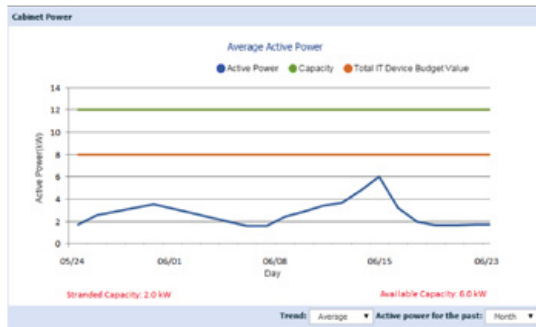 Cabinet Power
Average Active Power
Active Power Capacity Total IT Device Budget Value
14
12
10
8
6
4
2
0
Active Power(kW)
05/24 06/01 06/08 06/15 06/23
Day
Stranded Capacity: 2.0 kW Available Capacity: 6.0 kW
Trend: Average Active power for the past: Month